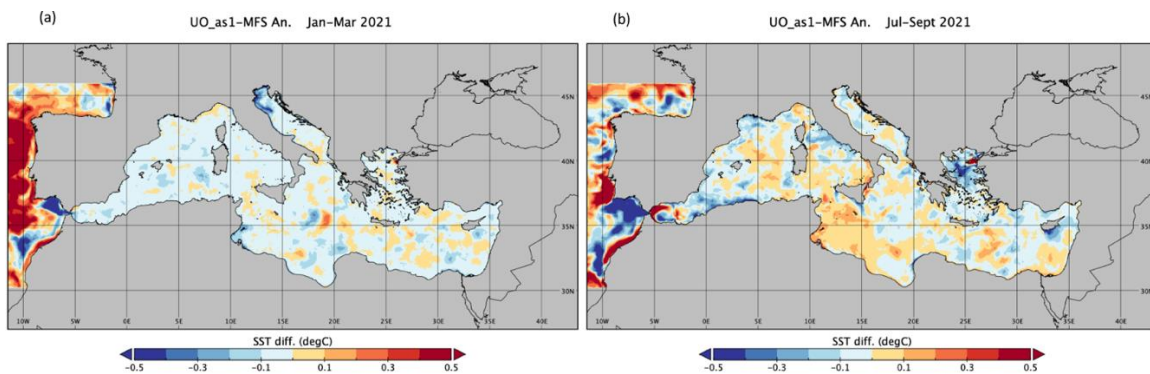 (a)
UO_as1-MFS An. Jan-Mar 2021
45N
40N
35N
30N
10W 5W 0E 5E 10E 15E 20E 25E 30E 35E 40E
SST diff. (degC)
−0.5 −0.3 −0.1 0.1 0.3 0.5
(b)
UO_as1-MFS An. Jul-Sept 2021
45N
40N
35N
30N
10W 5W 0E 5E 10E 15E 20E 25E 30E 35E 40E
SST diff. (degC)
−0.5 −0.3 −0.1 0.1 0.3 0.5